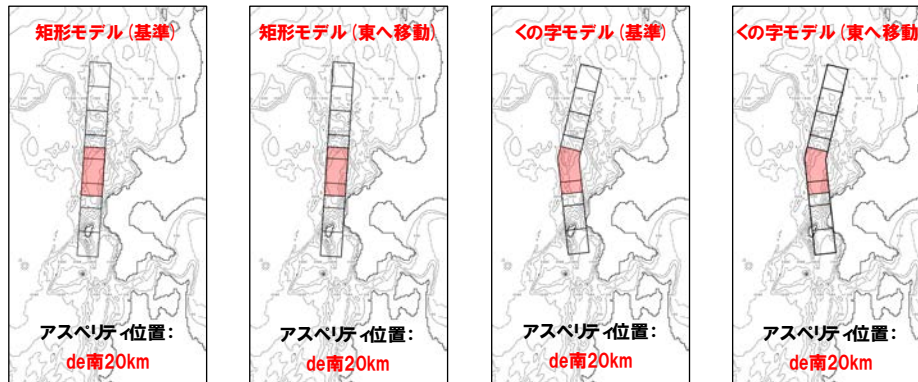 矩形モデル(基準)
アスペリティ位置:
de南20km
矩形モデル(東へ移動)
アスペリティ位置:
de南20km
くの字モデル(基準)
アスペリティ位置:
de南20km
くの字モデル(東へ移動
アスペリティ位置:
de南20km